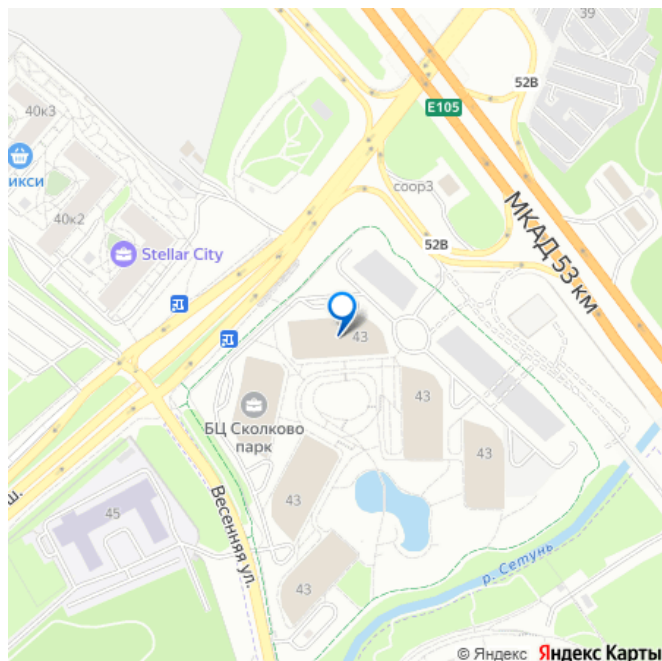 39
40к3
52В
Е105
икси
соор3
МКАД 53 км
40к2
52В
Stellar City
43
43
БЦ Сколково
парк
43
43
ш.
45
Весенняя ул.
р. Сетунь
43
© Яндекс Яндекс Карты